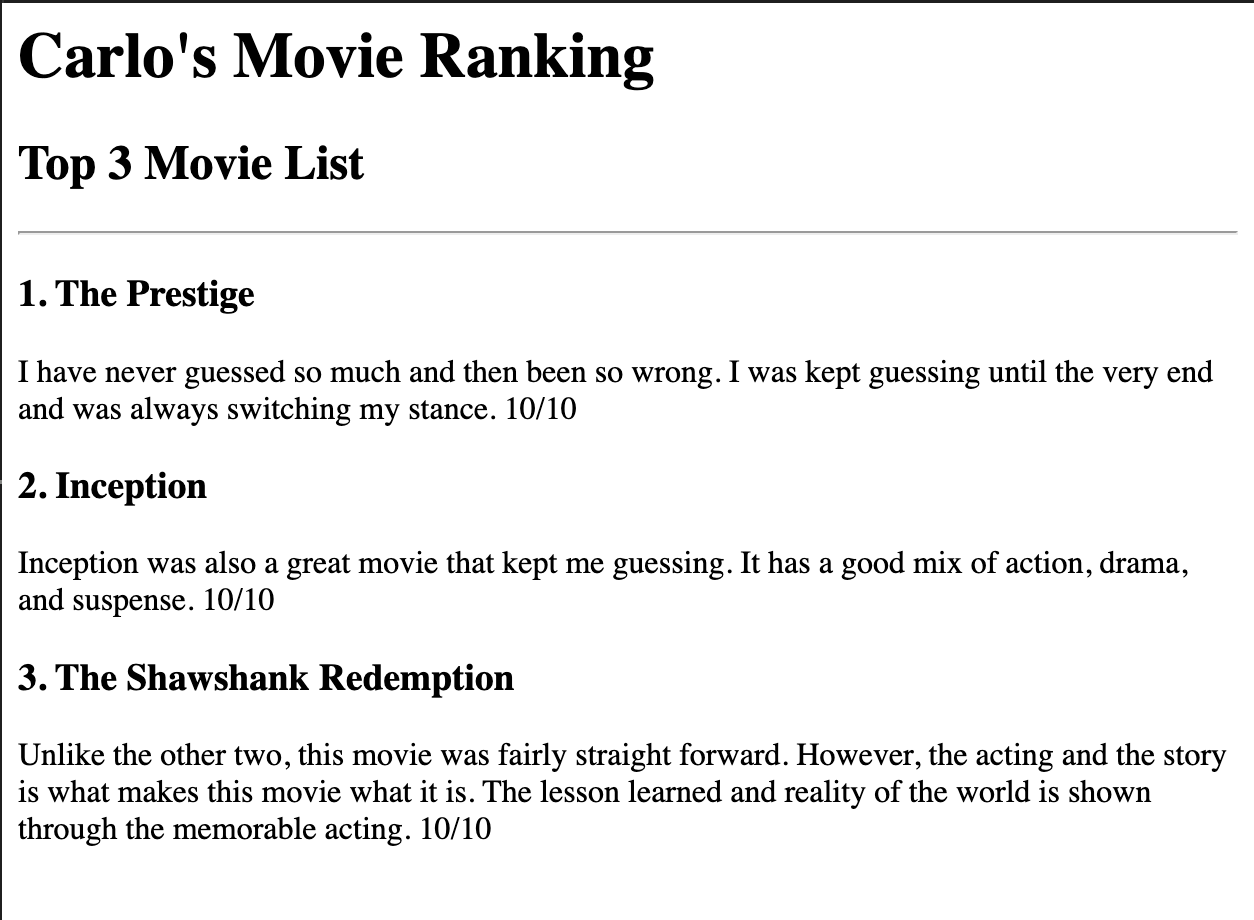 Carlo's Movie Ranking
Top 3 Movie List
1. The Prestige
I have never guessed so much and then been so wrong. I was kept guessing until the very end
and was always switching my stance. 10/10
2. Inception
Inception was also a great movie that kept me guessing. It has a good mix of action, drama,
and suspense. 10/10
3. The Shawshank Redemption
Unlike the other two, this movie was fairly straight forward. However, the acting and the story
is what makes this movie what it is. The lesson learned and reality of the world is shown
through the memorable acting. 10/10